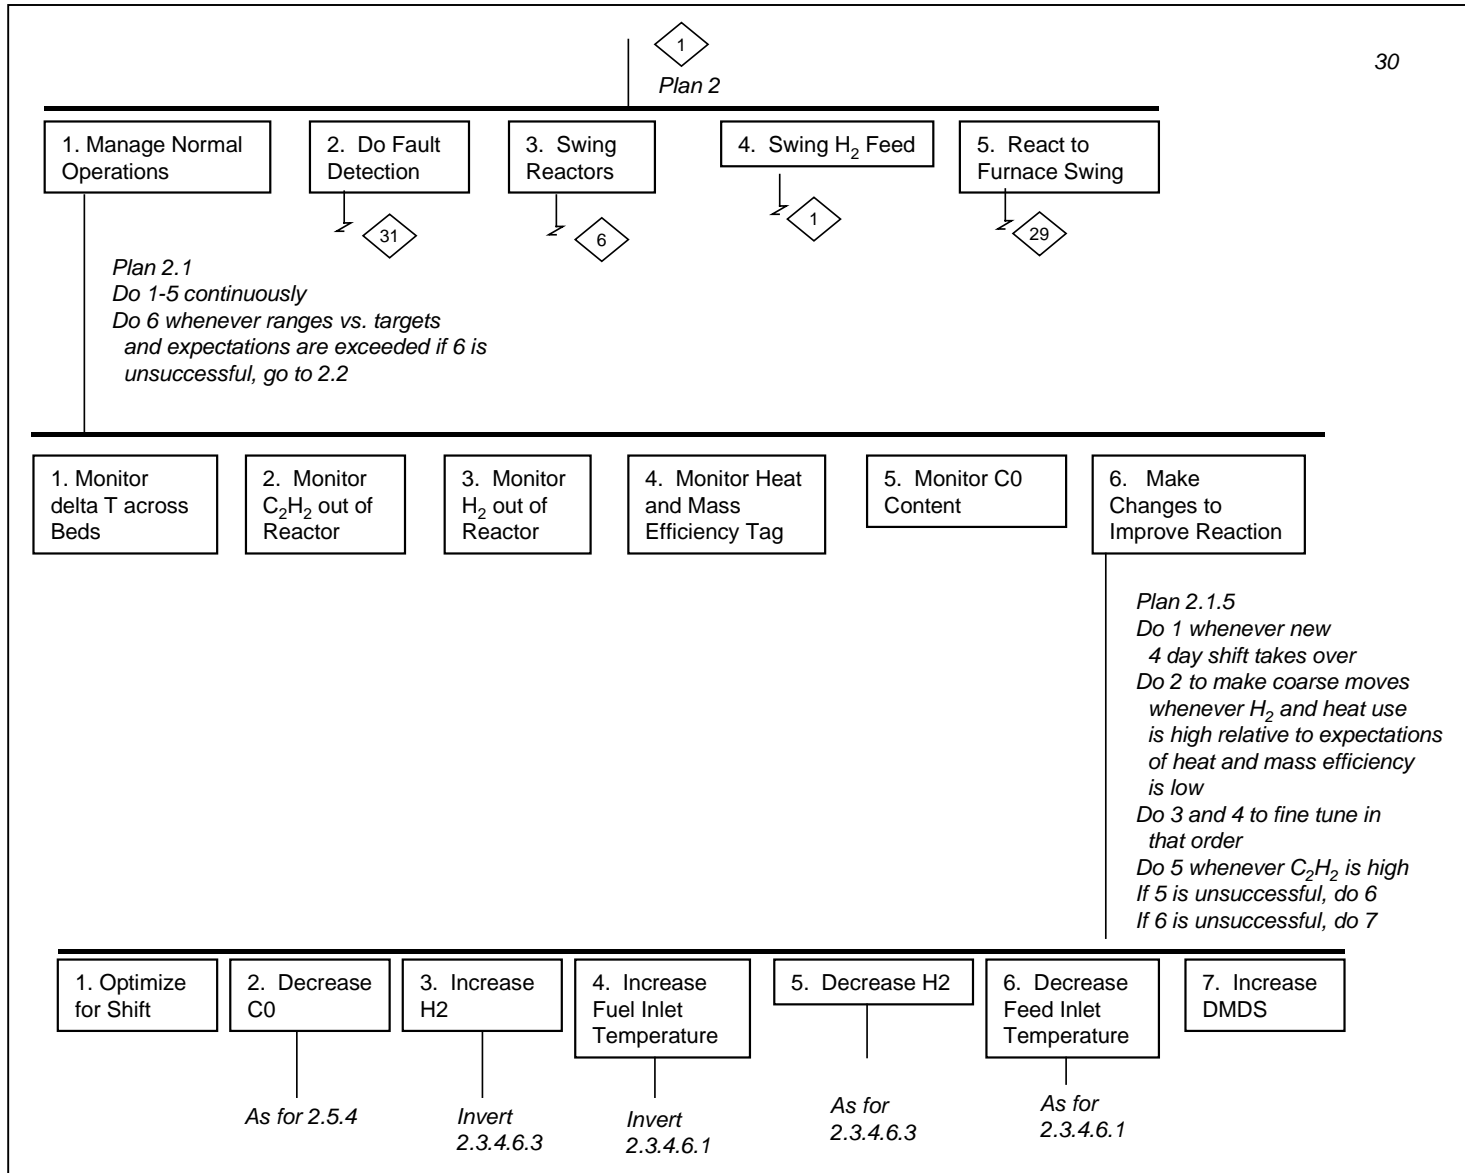 1
Plan 2
30
1. Manage Normal
Operations
2. Do Fault
Detection
3. Swing
Reactors
4. Swing H₂ Feed
5. React to
Furnace Swing
31
6
1
29
Plan 2.1
Do 1-5 continuously
Do 6 whenever ranges vs. targets
and expectations are exceeded if 6 is
unsuccessful, go to 2.2
1. Monitor
delta T across
Beds
2. Monitor
C₂H₂ out of
Reactor
3. Monitor
H₂ out of
Reactor
4. Monitor Heat
and Mass
Efficiency Tag
5. Monitor C0
Content
6. Make
Changes to
Improve Reaction
Plan 2.1.5
Do 1 whenever new
4 day shift takes over
Do 2 to make coarse moves
whenever H₂ and heat use
is high relative to expectations
of heat and mass efficiency
is low
Do 3 and 4 to fine tune in
that order
Do 5 whenever C₂H₂ is high
If 5 is unsuccessful, do 6
If 6 is unsuccessful, do 7
1. Optimize
for Shift
2. Decrease
C0
3. Increase
H2
4. Increase
Fuel Inlet
Temperature
5. Decrease H2
6. Decrease
Feed Inlet
Temperature
7. Increase
DMDS
As for 2.5.4
Invert
2.3.4.6.3
Invert
2.3.4.6.1
As for
2.3.4.6.3
As for
2.3.4.6.1